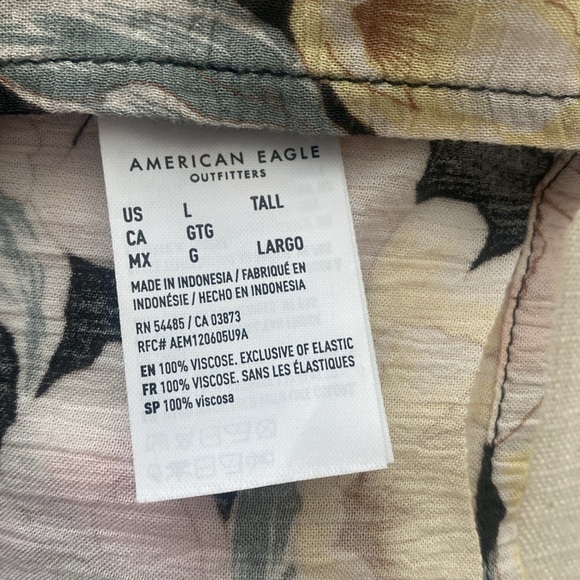 AMERICAN EAGLE
OUTFITTERS
US L TALL
CA GTG
MX G LARGO
MADE IN INDONESIA / FABRIQUÉ EN
INDONÉSIE / HECHO EN INDONESIA
RN 54485 / CA 03873
RFC# AEM120605U9A
EN 100% VISCOSE. EXCLUSIVE OF ELASTIC
FR 100% VISCOSE. SANS LES ÉLASTIQUES
SP 100% viscosa